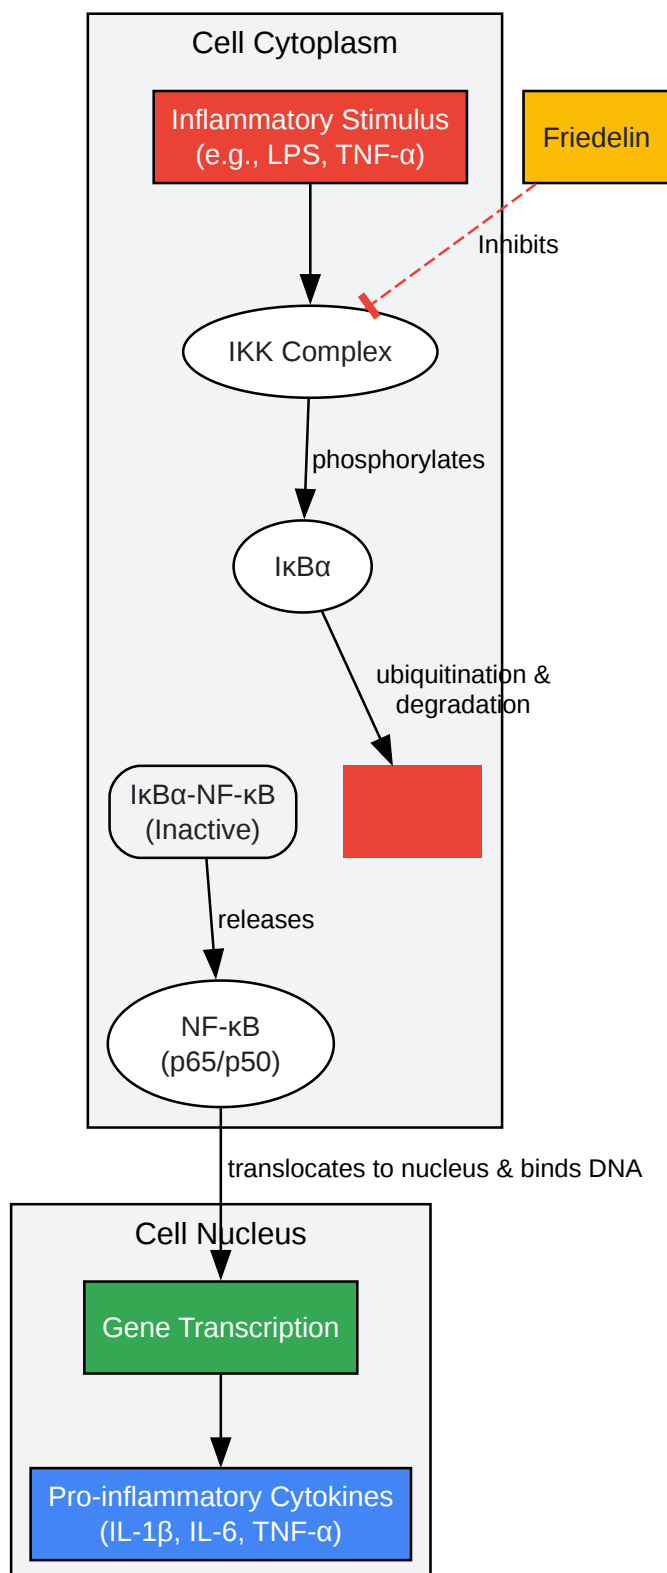 Cell Cytoplasm
Inflammatory Stimulus
(e.g., LPS, TNF-α)
Friedelin
Inhibits
IKK Complex
phosphorylates
IκBα
ubiquitination &
degradation
IκBα-NF-κB
(Inactive)
releases
NF-κB
(p65/p50)
translocates to nucleus & binds DNA
Cell Nucleus
Gene Transcription
Pro-inflammatory Cytokines
(IL-1β, IL-6, TNF-α)